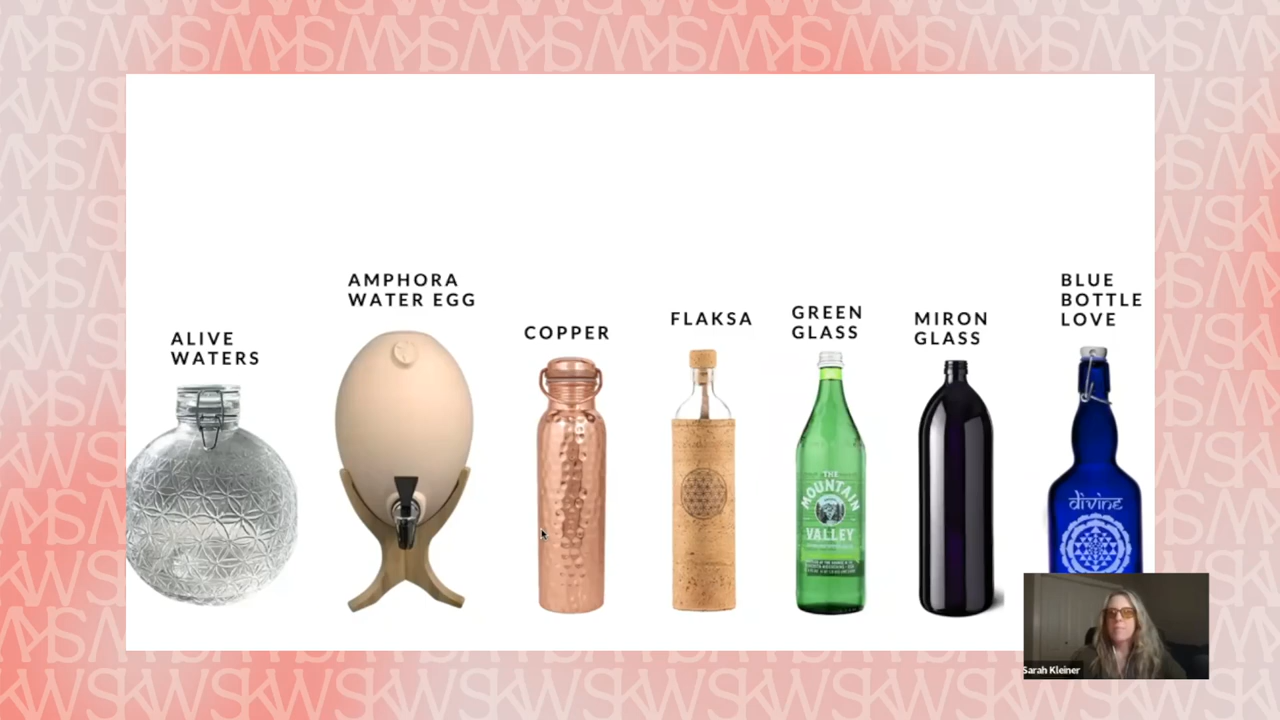 ALIVE
WATERS
AMPHORA
WATER EGG
COPPER
FLAKSA
GREEN
GLASS
MIRON
GLASS
BLUE
BOTTLE
LOVE
THE
MOUNTAIN
VALLEY
divine
Sarah Kleiner